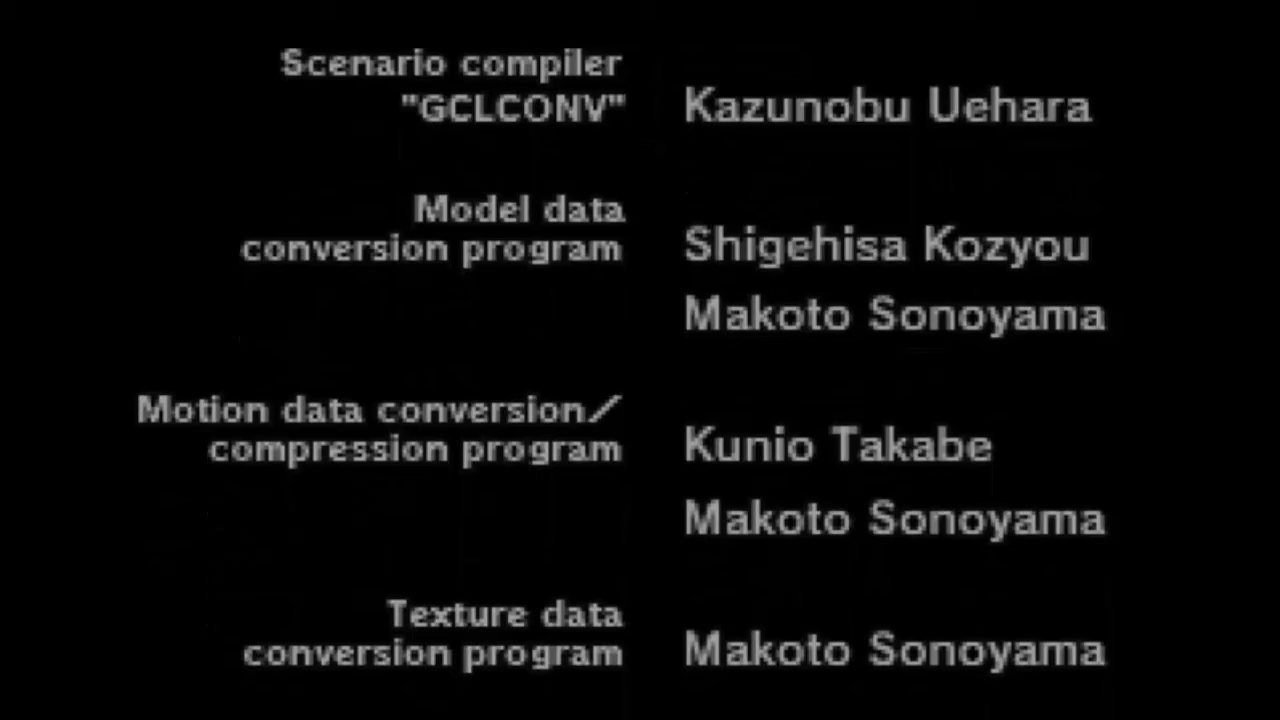 Scenario compiler
"GCLCONV" Kazunobu Uehara
Model data
conversion program Shigehisa Kozyou
Makoto Sonoyama
Motion data conversion／
compression program Kunio Takabe
Makoto Sonoyama
Texture data
conversion program Makoto Sonoyama